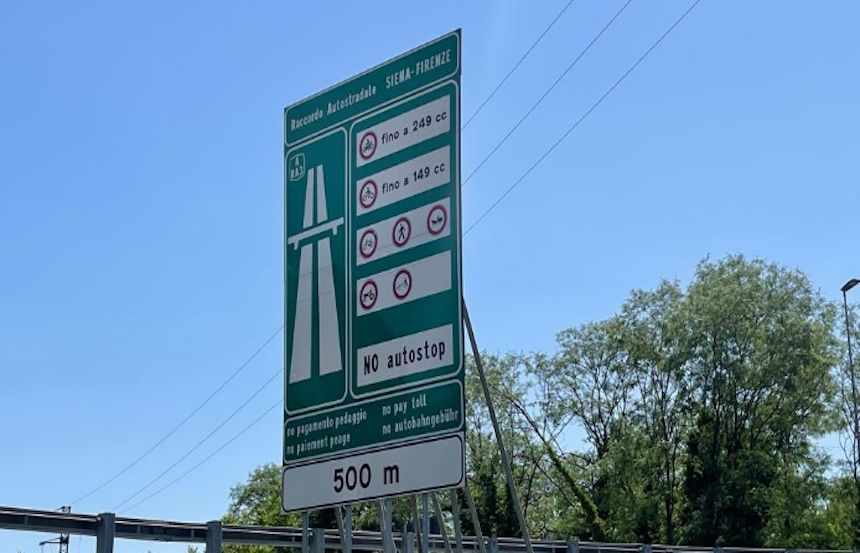 Raccordo Autostradale SIENA-FIRENZE
A
RA3
fino a 249 cc
fino a 149 cc
NO autostop
no pagamento pedaggio
no pay toll
no paiement peage
no autobahngebühr
500 m